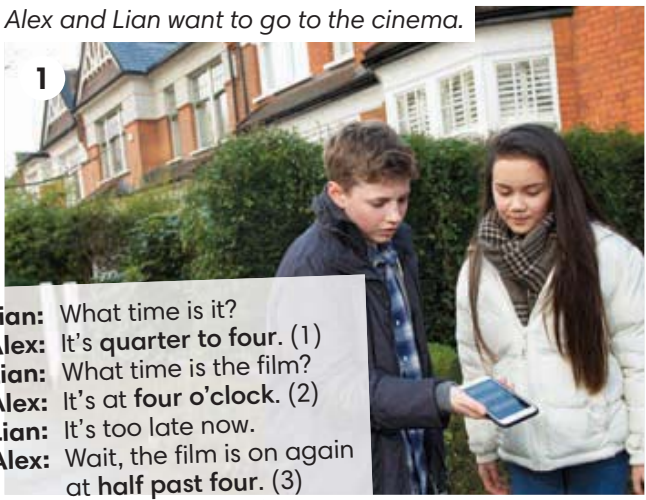 Alex and Lian want to go to the cinema.
1
ian: What time is it?
lex: It's quarter to four. (1)
ian: What time is the film?
Alex: It's at four o'clock. (2)
Lian: It's too late now.
Alex: Wait, the film is on again
at half past four. (3)